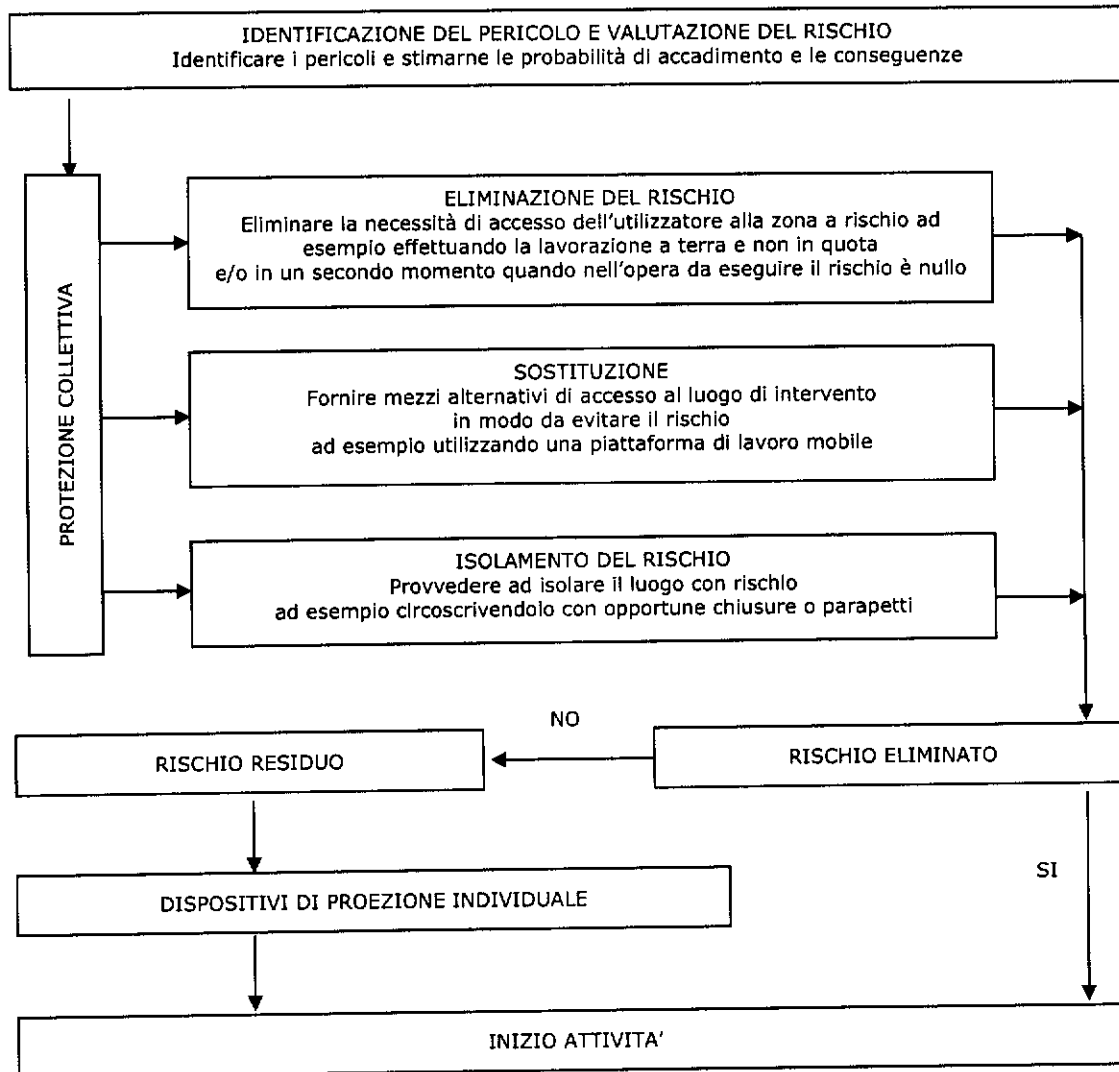 IDENTIFICAZIONE DEL PERICOLO E VALUTAZIONE DEL RISCHIO
Identificare i pericoli e stimarne le probabilità di accadimento e le conseguenze
PROTEZIONE COLLETTIVA
ELIMINAZIONE DEL RISCHIO
Eliminare la necessità di accesso dell'utilizzatore alla zona a rischio ad
esempio effettuando la lavorazione a terra e non in quota
e/o in un secondo momento quando nell'opera da eseguire il rischio è nullo
SOSTITUZIONE
Fornire mezzi alternativi di accesso al luogo di intervento
in modo da evitare il rischio
ad esempio utilizzando una piattaforma di lavoro mobile
ISOLAMENTO DEL RISCHIO
Provvedere ad isolare il luogo con rischio
ad esempio circoscrivendolo con opportune chiusure o parapetti
NO
RISCHIO RESIDUO
RISCHIO ELIMINATO
SI
DISPOSITIVI DI PROEZIONE INDIVIDUALE
INIZIO ATTIVITA'